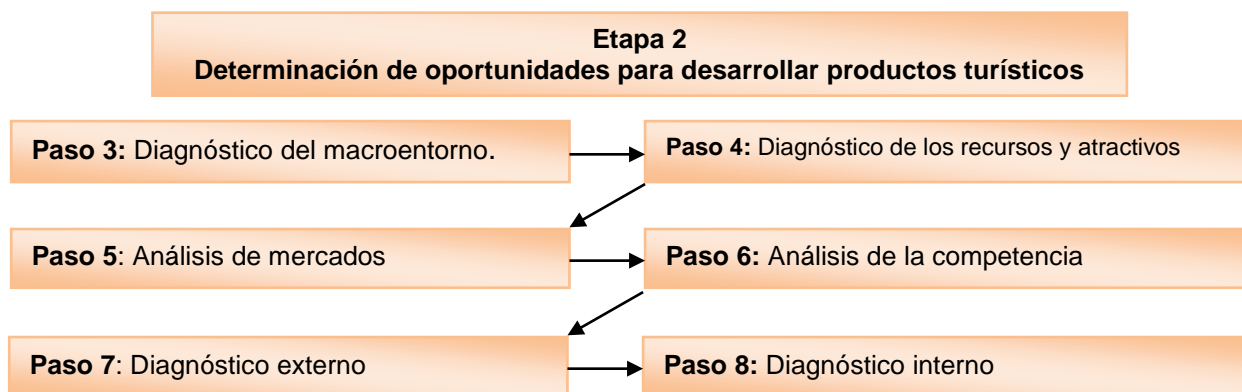 Etapa 2
Determinación de oportunidades para desarrollar productos turísticos
Paso 3: Diagnóstico del macroentorno.
Paso 4: Diagnóstico de los recursos y atractivos
Paso 5: Análisis de mercados
Paso 6: Análisis de la competencia
Paso 7: Diagnóstico externo
Paso 8: Diagnóstico interno